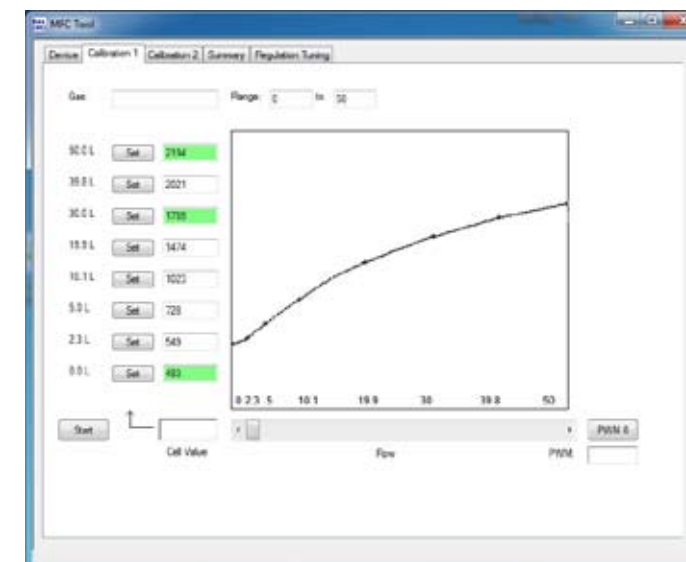 MFC Tool
Device Calibration 1 Calibration 2 Summary Regulation Tuning
Gas: Range: 0 to 50
50.0 L Set 2194
39.8 L Set 2021
30.0 L Set
19.9 L Set 1474
10.1 L Set 1023
5.0 L Set 728
2.3 L Set 549
0.0 L Set 483
0 2.3 5 10.1 19.9 30 39.8 50
Start PWM 0
Cell Value Flow PWM: